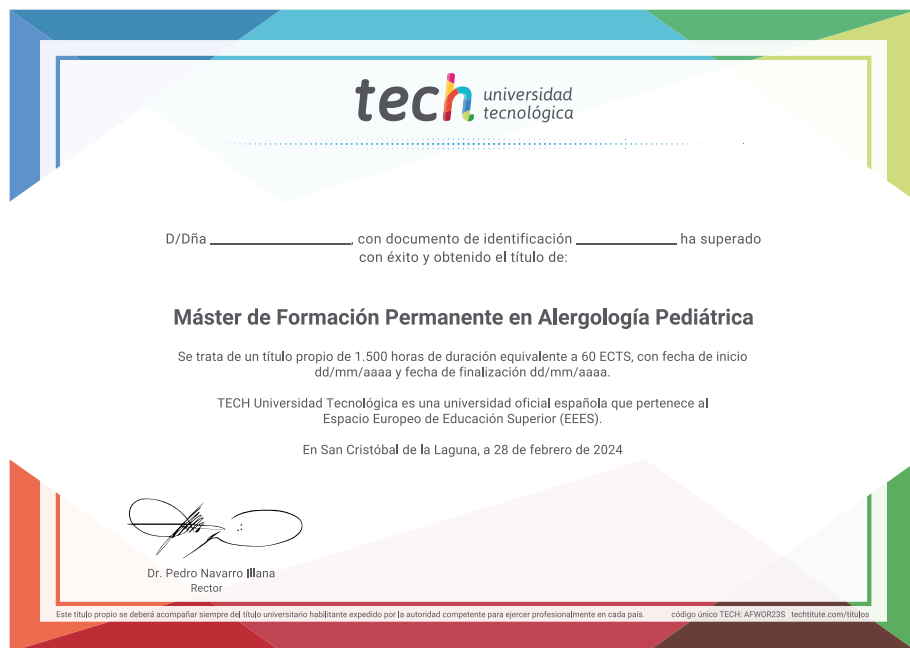 tech universidad
tecnológica
D/Dña ______________, con documento de identificación __________ ha superado
con éxito y obtenido el título de:
Máster de Formación Permanente en Alergología Pediátrica
Se trata de un título propio de 1.500 horas de duración equivalente a 60 ECTS, con fecha de inicio
dd/mm/aaaa y fecha de finalización dd/mm/aaaa.
TECH Universidad Tecnológica es una universidad oficial española que pertenece al
Espacio Europeo de Educación Superior (EEES).
En San Cristóbal de la Laguna, a 28 de febrero de 2024
Dr. Pedro Navarro Illana
Rector
Este título propio se deberá acompañar siempre del título universitario habilitante expedido por la autoridad competente para ejercer profesionalmente en cada país. código único TECH: AFWOR23S techtitute.com/titulos